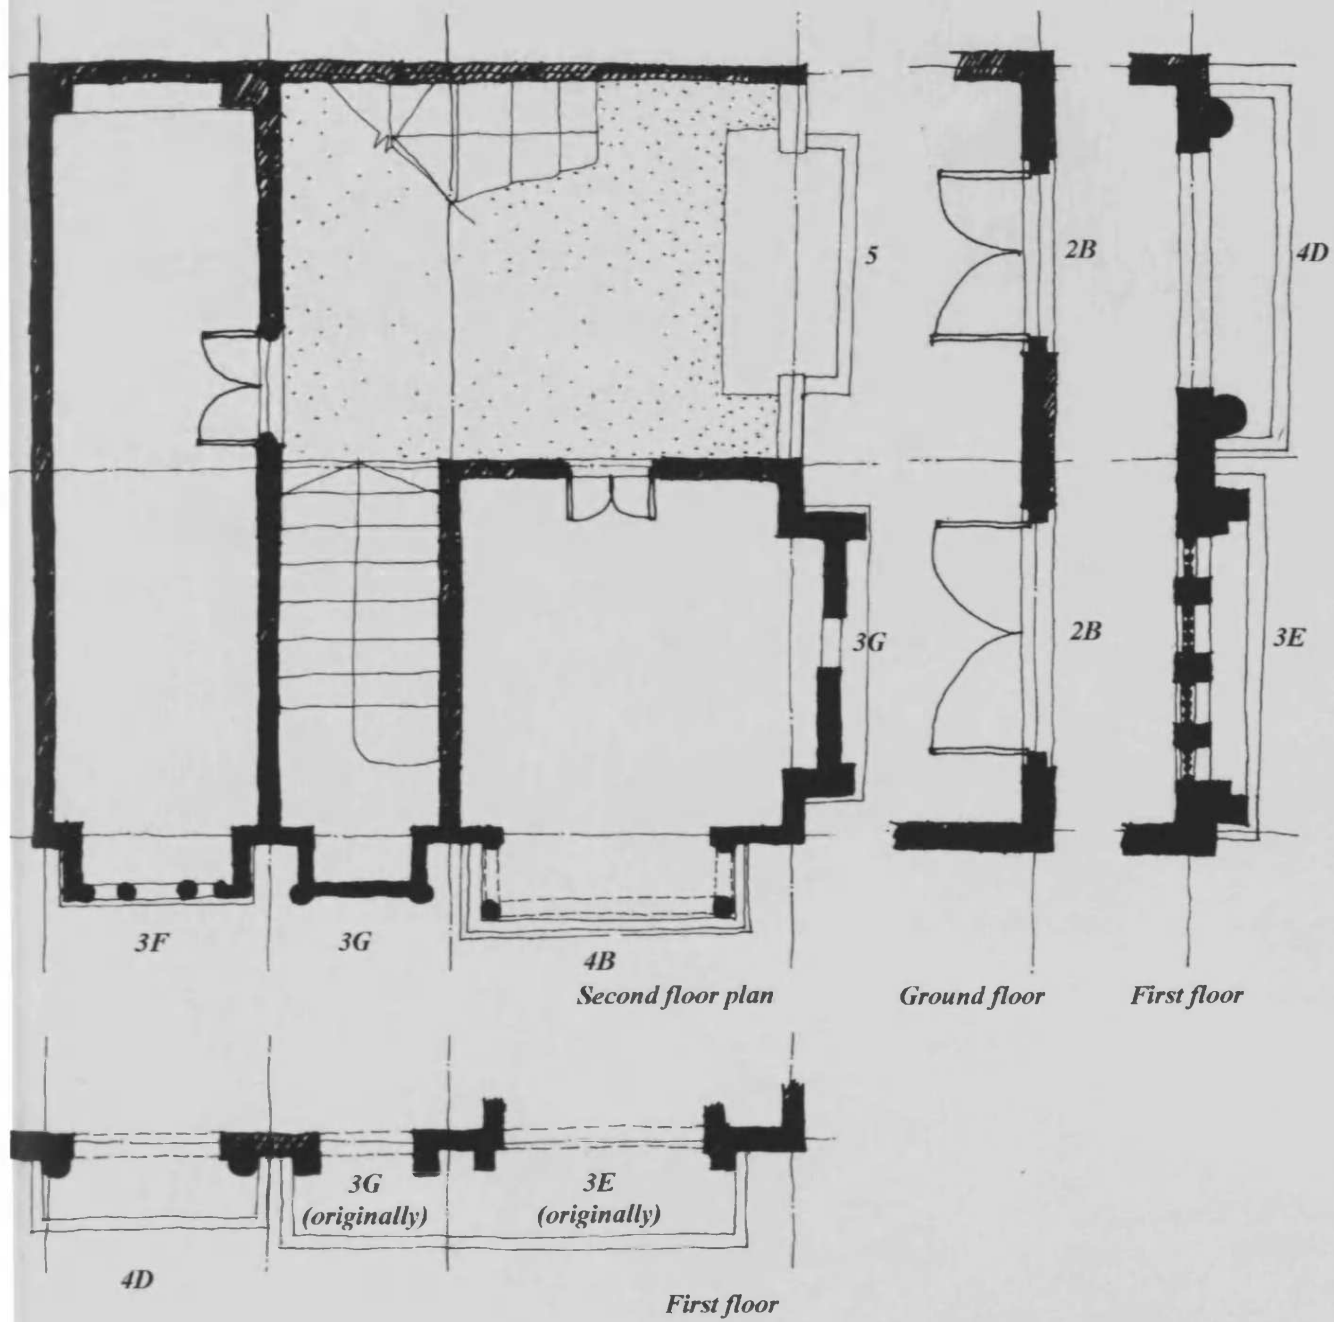 5
2B
4D
3G
2B
3E
3F
3G
4B
Second floor plan
Ground floor
First floor
3G
(originally)
3E
(originally)
4D
First floor